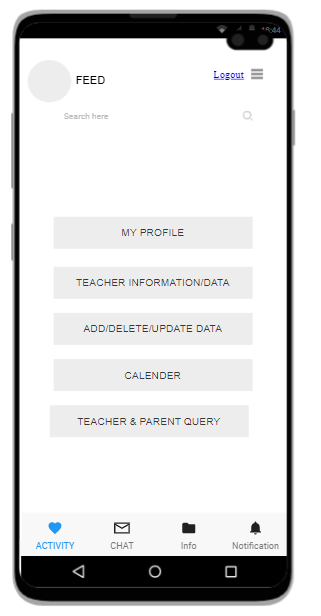 9:44
FEED
Logout
Search here
MY PROFILE
TEACHER INFORMATION/DATA
ADD/DELETE/UPDATE DATA
CALENDER
TEACHER & PARENT QUERY
ACTIVITY CHAT Info Notification